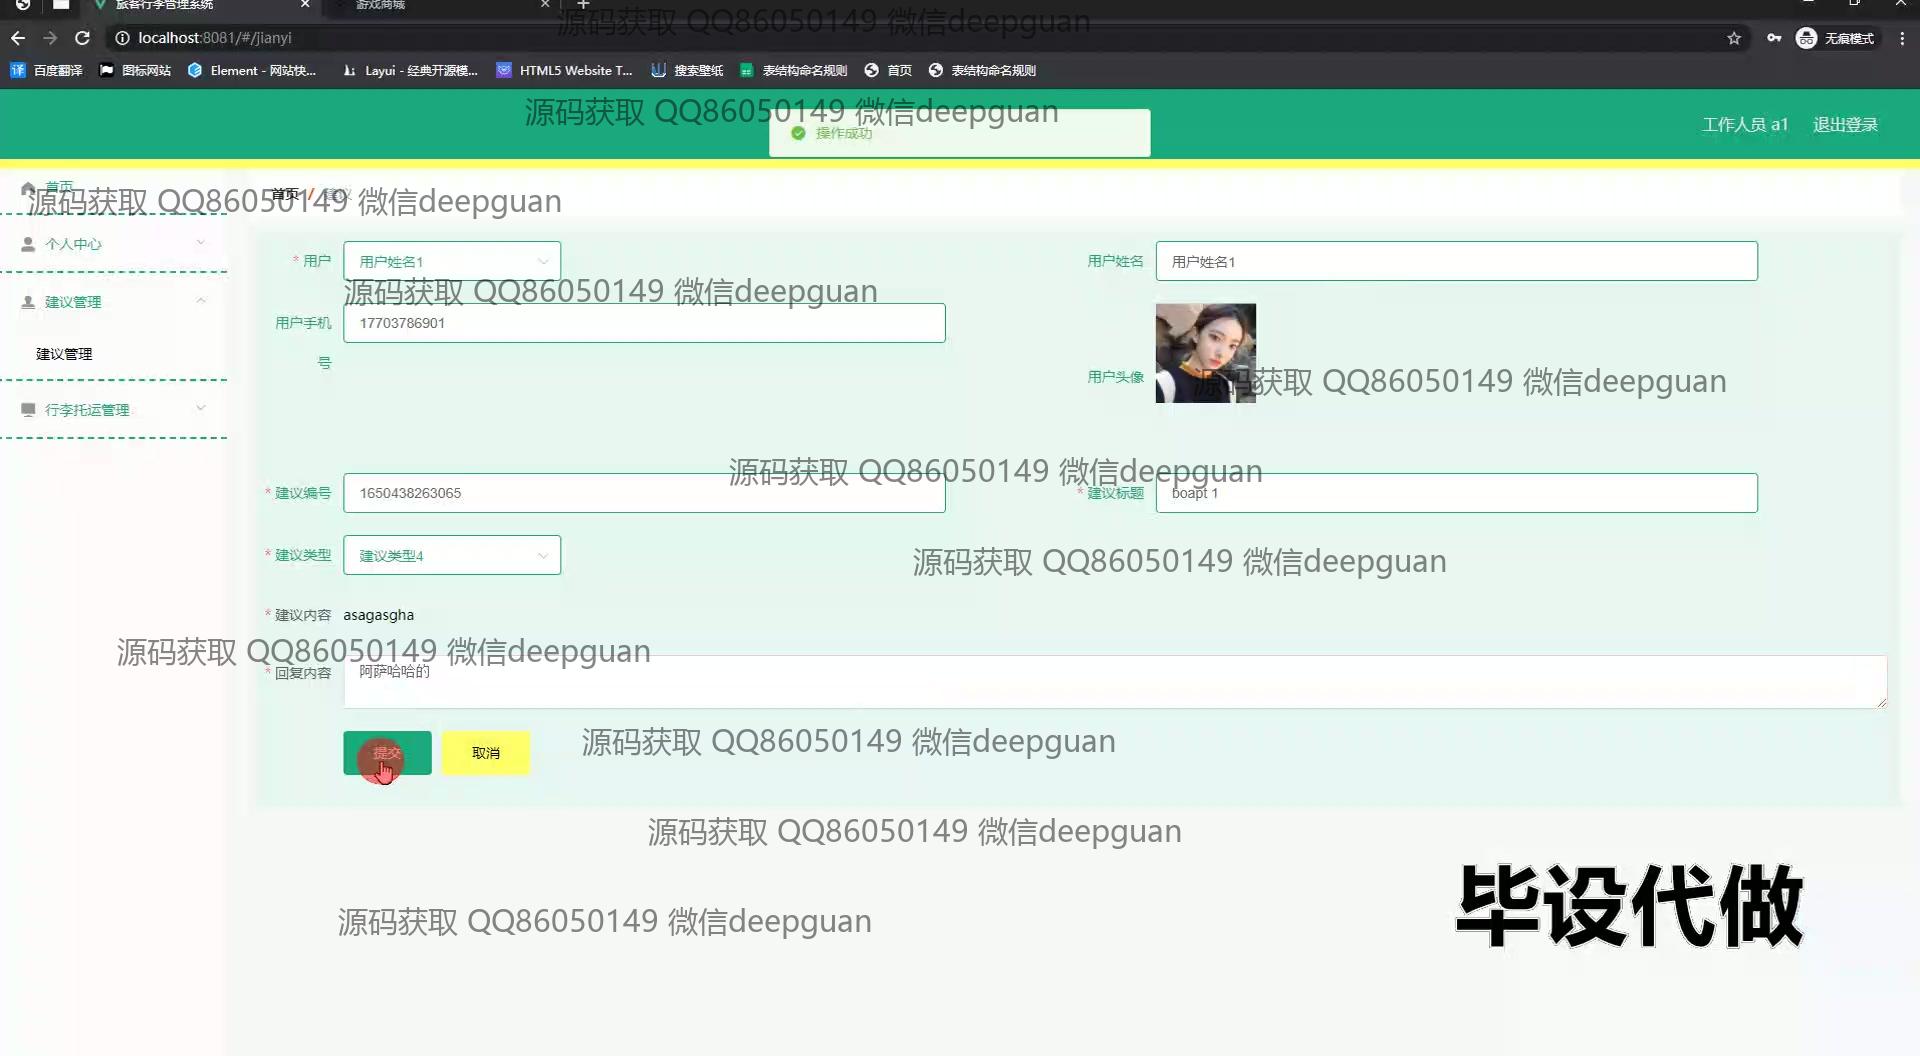 旅客行李管理系统
游戏商城
源码获取 QQ86050149 微信deepguan
localhost:8081/#/jianyi
无痕模式
百度翻译
图标网站
Element - 网站快...
Layui - 经典开源模...
HTML5 Website T...
搜索壁纸
表结构命名规则
首页
表结构命名规则
源码获取 QQ86050149 微信deepguan
操作成功
工作人员 a1
退出登录
首页
源码获取 QQ86050149 微信deepguan
首页 / 建议
个人中心
* 用户
用户姓名1
用户姓名
用户姓名1
源码获取 QQ86050149 微信deepguan
建议管理
用户手机号
17703786901
建议管理
用户头像
源码获取 QQ86050149 微信deepguan
行李托运管理
源码获取 QQ86050149 微信deepguan
* 建议编号
1650438263065
* 建议标题
boapt 1
* 建议类型
建议类型4
源码获取 QQ86050149 微信deepguan
* 建议内容
asagasgha
源码获取 QQ86050149 微信deepguan
* 回复内容
阿萨哈哈的
提交
取消
源码获取 QQ86050149 微信deepguan
源码获取 QQ86050149 微信deepguan
毕设代做
源码获取 QQ86050149 微信deepguan